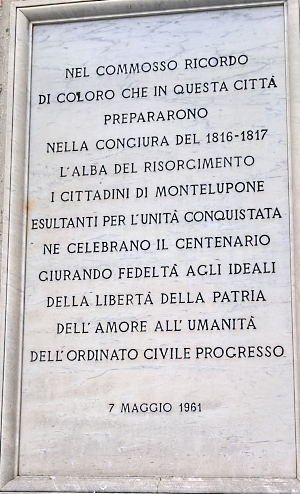 NEL COMMOSSO RICORDO
DI COLORO CHE IN QUESTA CITTÀ
PREPARARONO
NELLA CONGIURA DEL 1816-1817
L'ALBA DEL RISORGIMENTO
I CITTADINI DI MONTELUPONE
ESULTANTI PER L'UNITÀ CONQUISTATA
NE CELEBRANO IL CENTENARIO
GIURANDO FEDELTÀ AGLI IDEALI
DELLA LIBERTÀ DELLA PATRIA
DELL'AMORE ALL'UMANITÀ
DELL'ORDINATO CIVILE PROGRESSO
7 MAGGIO 1961